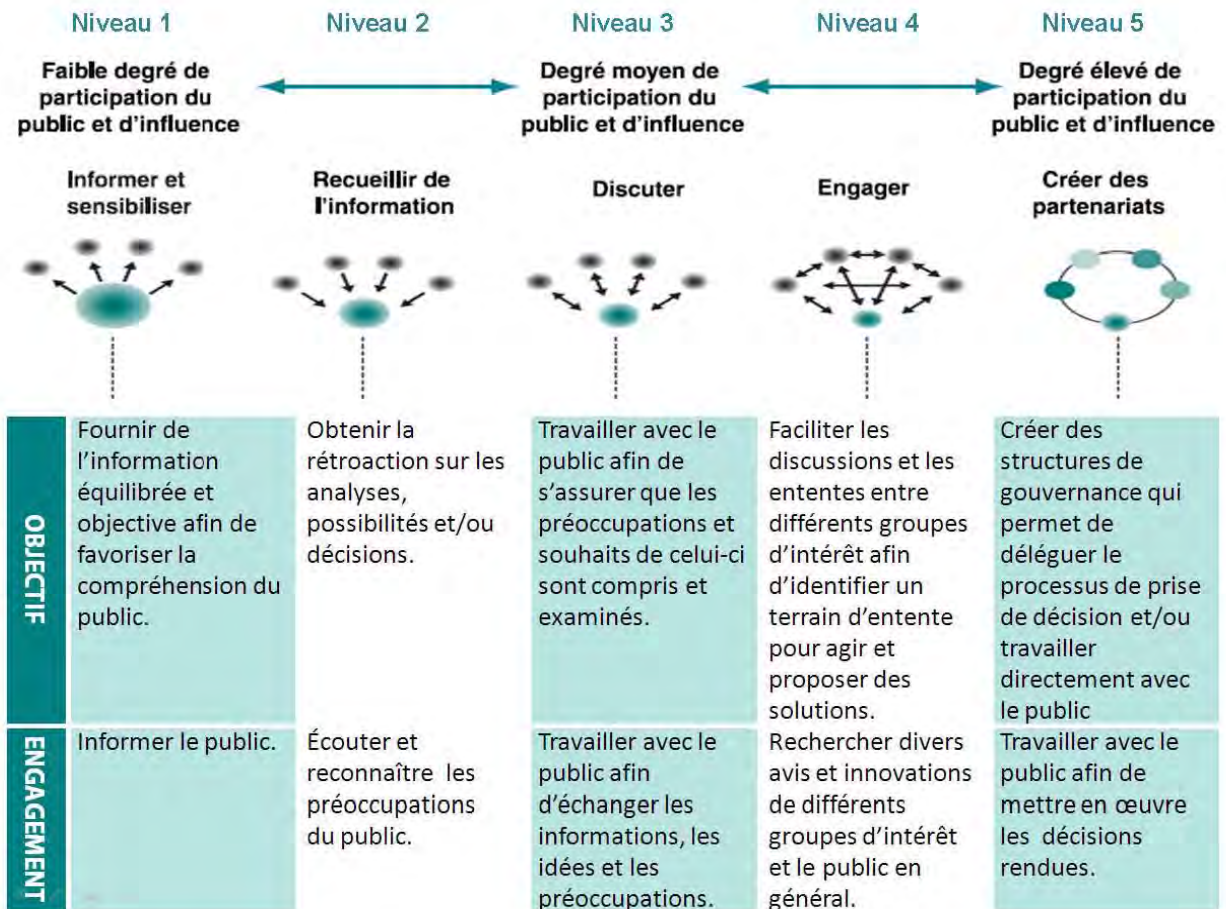 Niveau 1
Niveau 2
Niveau 3
Niveau 4
Niveau 5
Faible degré de
participation du
public et d'influence
Degré moyen de
participation du
public et d'influence
Degré élevé de
participation du
public et d'influence
Informer et
sensibiliser
Recueillir de
l'information
Discuter
Engager
Créer des
partenariats
OBJECTIF
Fournir de
l'information
équilibrée et
objective afin de
favoriser la
compréhension du
public.
Obtenir la
rétroaction sur les
analyses,
possibilités et/ou
décisions.
Travailler avec le
public afin de
s'assurer que les
préoccupations et
souhaits de celui-ci
sont compris et
examinés.
Faciliter les
discussions et les
ententes entre
différents groupes
d'intérêt afin
d'identifier un
terrain d'entente
pour agir et
proposer des
solutions.
Créer des
structures de
gouvernance qui
permet de
déléguer le
processus de prise
de décision et/ou
travailler
directement avec
le public
ENGAGEMENT
Informer le public.
Écouter et
reconnaître les
préoccupations
du public.
Travailler avec le
public afin
d'échanger les
informations, les
idées et les
préoccupations.
Rechercher divers
avis et innovations
de différents
groupes d'intérêt
et le public en
général.
Travailler avec le
public afin de
mettre en œuvre
les décisions
rendues.